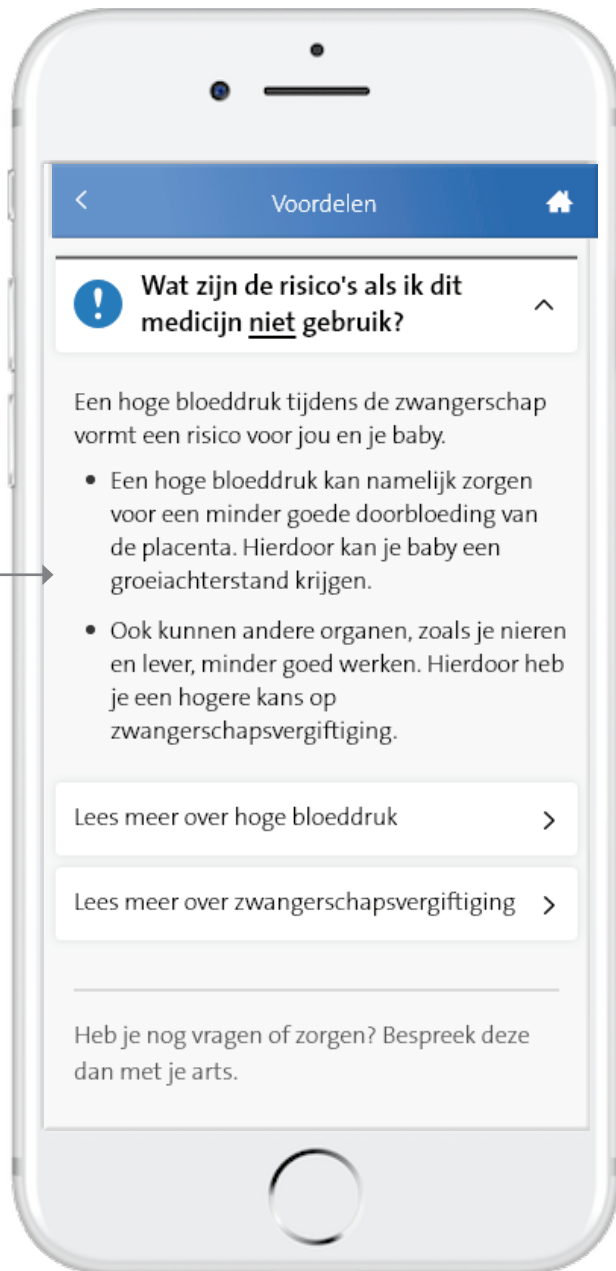 Voordelen
Wat zijn de risico's als ik dit
medicijn niet gebruik?
Een hoge bloeddruk tijdens de zwangerschap
vormt een risico voor jou en je baby.
• Een hoge bloeddruk kan namelijk zorgen
voor een minder goede doorbloeding van
de placenta. Hierdoor kan je baby een
groeiachterstand krijgen.
• Ook kunnen andere organen, zoals je nieren
en lever, minder goed werken. Hierdoor heb
je een hogere kans op
zwangerschapsvergiftiging.
Lees meer over hoge bloeddruk
Lees meer over zwangerschapsvergiftiging
Heb je nog vragen of zorgen? Bespreek deze
dan met je arts.